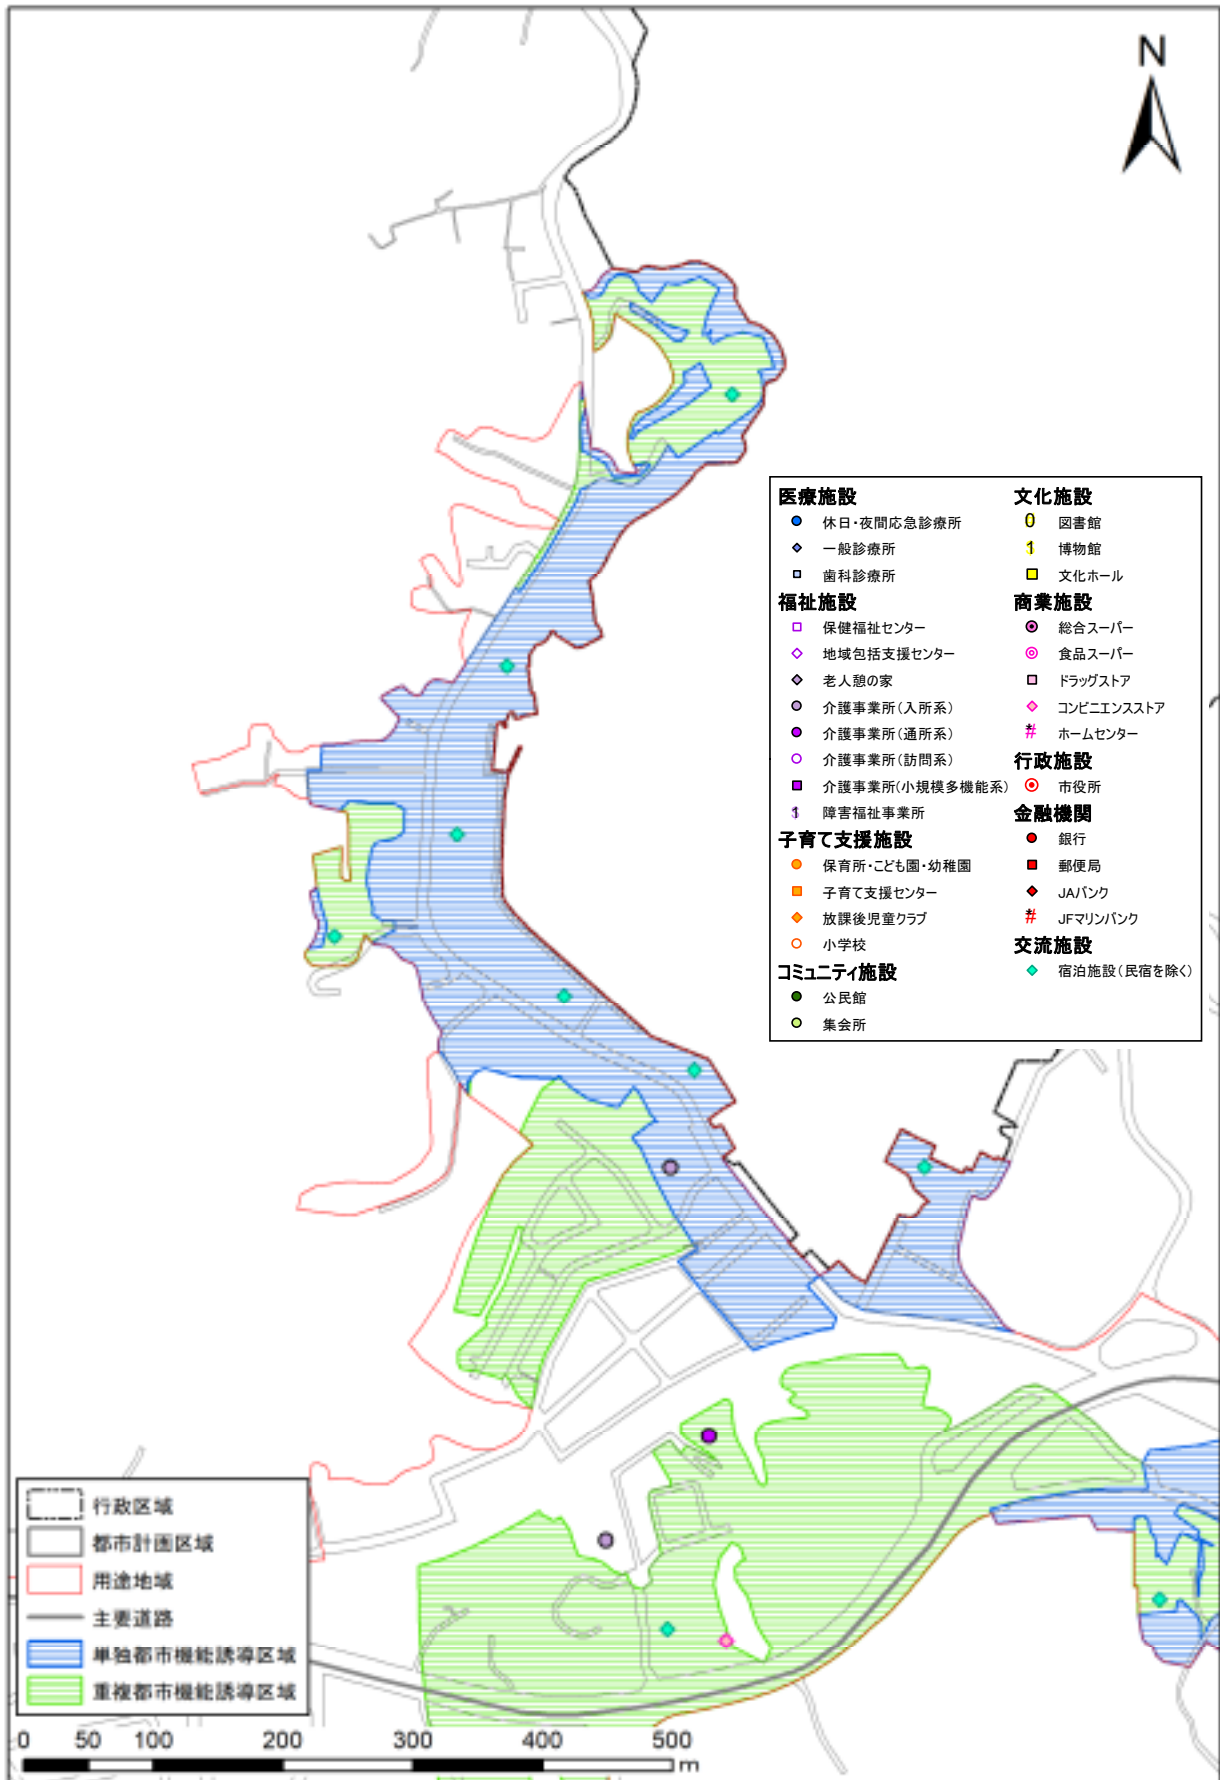 N
医療施設
休日・夜間応急診療所
一般診療所
歯科診療所
福祉施設
保健福祉センター
地域包括支援センター
老人憩の家
介護事業所(入所系)
介護事業所(通所系)
介護事業所(訪問系)
介護事業所(小規模多機能系)
1 障害福祉事業所
子育て支援施設
保育所・こども園・幼稚園
子育て支援センター
放課後児童クラブ
小学校
コミュニティ施設
公民館
集会所
文化施設
0 図書館
1 博物館
文化ホール
商業施設
総合スーパー
食品スーパー
ドラッグストア
コンビニエンスストア
# ホームセンター
行政施設
市役所
金融機関
銀行
郵便局
JAバンク
# JFマリンバンク
交流施設
宿泊施設(民宿を除く)
行政区域
都市計画区域
用途地域
主要道路
単独都市機能誘導区域
重複都市機能誘導区域
0 50 100 200 300 400 500
m